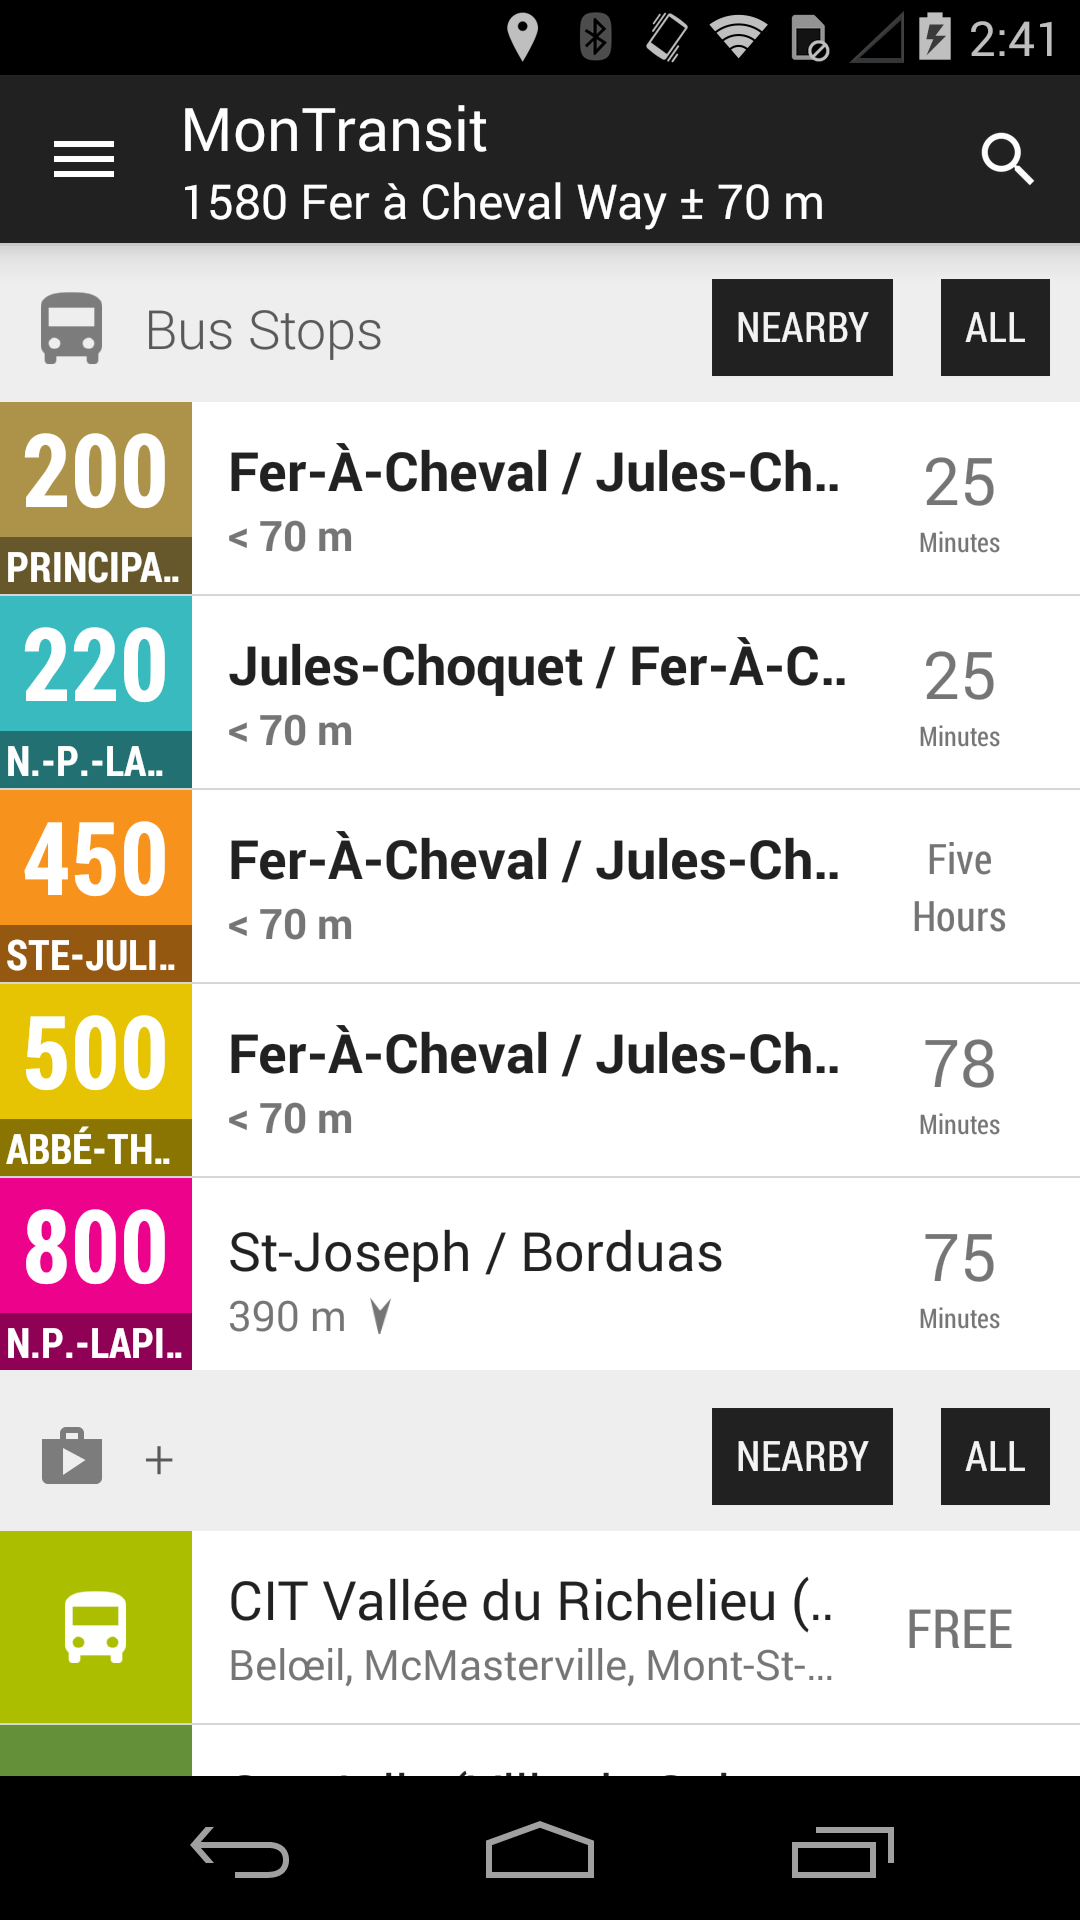 2:41
MonTransit
1580 Fer à Cheval Way ± 70 m
Bus Stops
NEARBY
ALL
200
PRINCIPA..
Fer-À-Cheval / Jules-Ch..
< 70 m
25
Minutes
220
N.-P.-LA..
Jules-Choquet / Fer-À-C..
< 70 m
25
Minutes
450
STE-JULI..
Fer-À-Cheval / Jules-Ch..
< 70 m
Five
Hours
500
ABBÉ-TH..
Fer-À-Cheval / Jules-Ch..
< 70 m
78
Minutes
800
N.P.-LAPI..
St-Joseph / Borduas
390 m
75
Minutes
+
NEARBY
ALL
CIT Vallée du Richelieu (..
Belœil, McMasterville, Mont-St-...
FREE